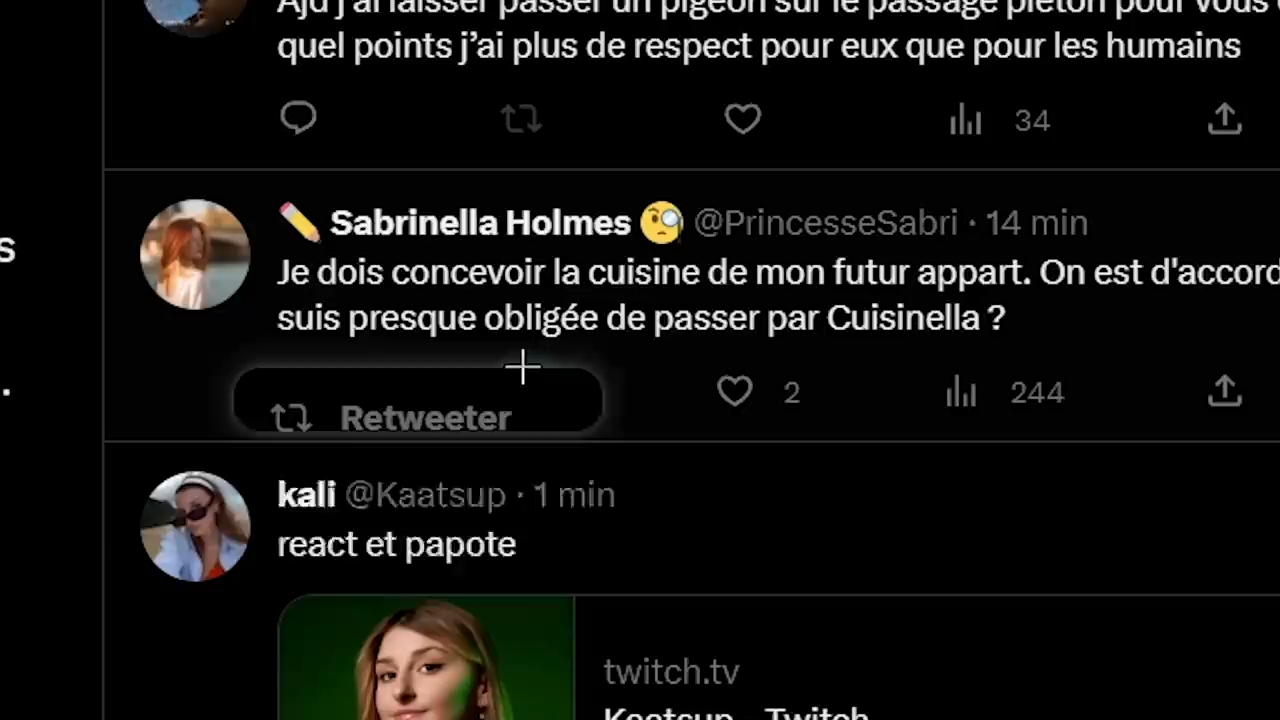 Ajd j'ai laisser passer un pigeon sur le passage piéton pour vous
quel points j’ai plus de respect pour eux que pour les humains
34
s
Sabrinella Holmes @PrincesseSabri · 14 min
Je dois concevoir la cuisine de mon futur appart. On est d'accord
suis presque obligée de passer par Cuisinella ?
Retweeter
2
244
.
kali @Kaatsup · 1 min
react et papote
twitch.tv
Kaatsup - Twitch